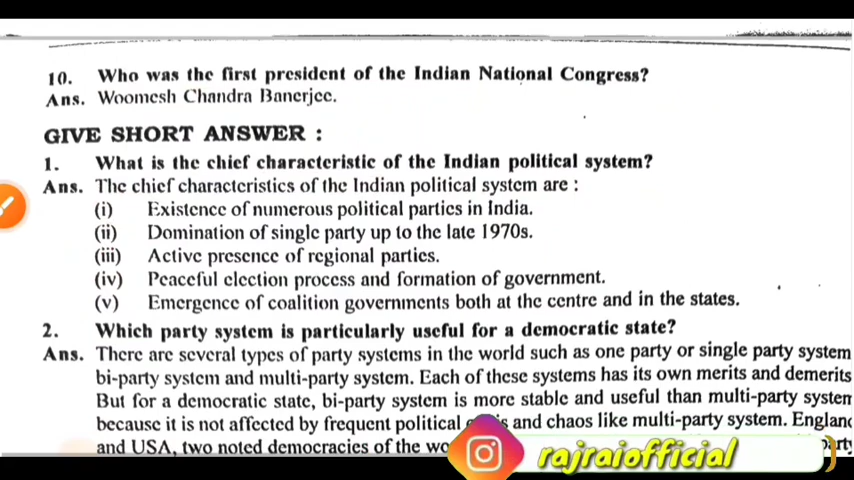 10. Who was the first president of the Indian National Congress?
Ans. Woomesh Chandra Banerjee.
GIVE SHORT ANSWER :
1. What is the chief characteristic of the Indian political system?
Ans. The chief characteristics of the Indian political system are :
(i) Existence of numerous political parties in India.
(ii) Domination of single party up to the late 1970s.
(iii) Active presence of regional parties.
(iv) Peaceful election process and formation of government.
(v) Emergence of coalition governments both at the centre and in the states.
2. Which party system is particularly useful for a democratic state?
Ans. There are several types of party systems in the world such as one party or single party system
bi-party system and multi-party system. Each of these systems has its own merits and demerits
But for a democratic state, bi-party system is more stable and useful than multi-party system
because it is not affected by frequent political and chaos like multi-party system. England
and USA, two noted democracies of the
rajraiofficial